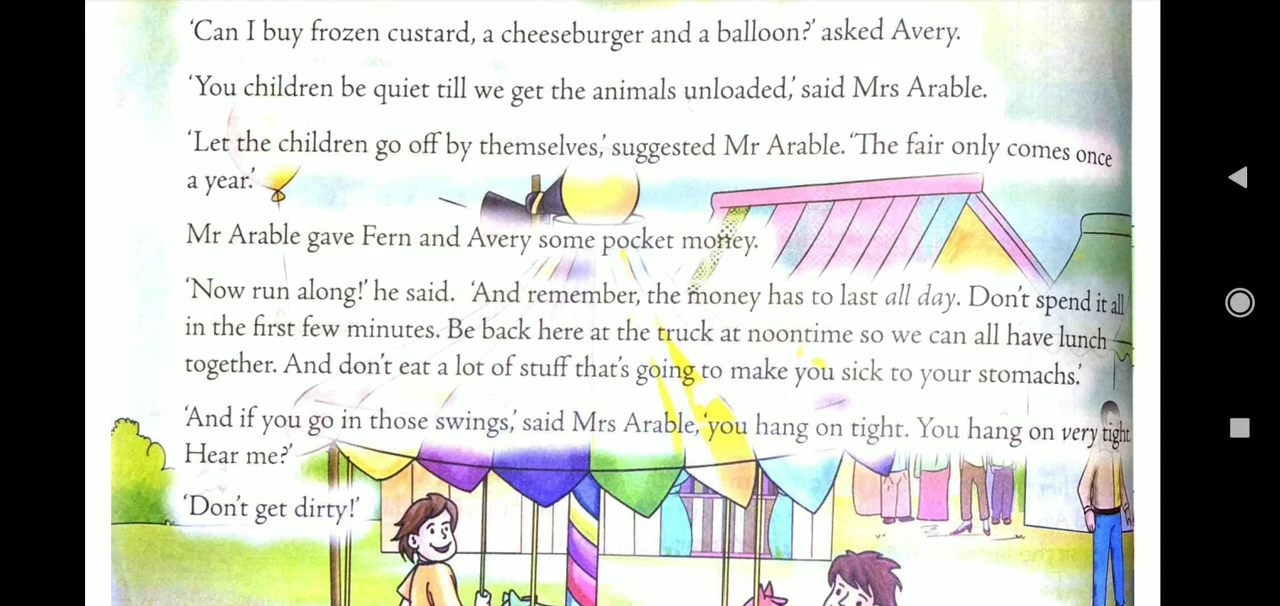 ‘Can I buy frozen custard, a cheeseburger and a balloon?’ asked Avery.
‘You children be quiet till we get the animals unloaded,’ said Mrs Arable.
‘Let the children go off by themselves,’ suggested Mr Arable. ‘The fair only comes once
a year.’
Mr Arable gave Fern and Avery some pocket money.
‘Now run along!’ he said. ‘And remember, the money has to last all day. Don’t spend it all
in the first few minutes. Be back here at the truck at noontime so we can all have lunch
together. And don’t eat a lot of stuff that’s going to make you sick to your stomachs.’
‘And if you go in those swings,’ said Mrs Arable, ‘you hang on tight. You hang on very tight.
Hear me?’
‘Don’t get dirty!’